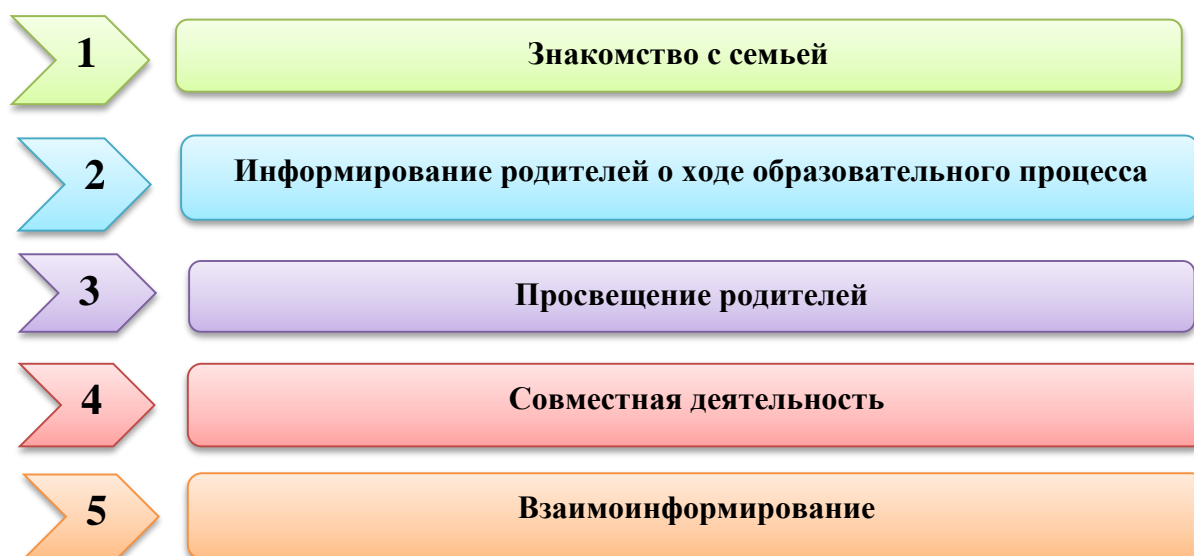 1
Знакомство с семьей
2
Информирование родителей о ходе образовательного процесса
3
Просвещение родителей
4
Совместная деятельность
5
Взаимоинформирование